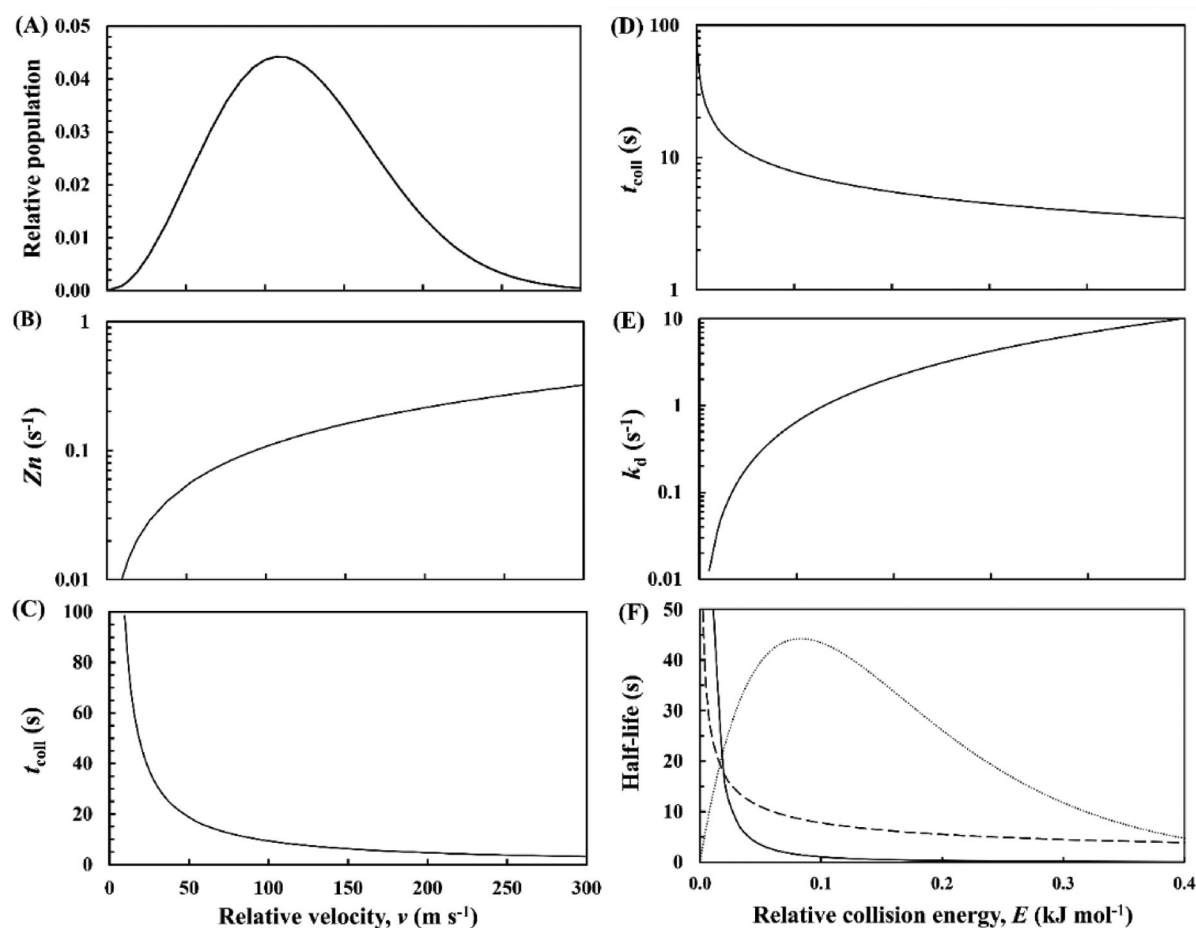 (A)
Relative population
0.05
0.04
0.03
0.02
0.01
0.00
(B)
Zn (s⁻¹)
1
0.1
0.01
(C)
t_coll (s)
100
80
60
40
20
0
0 50 100 150 200 250 300
Relative velocity, v (m s⁻¹)
(D)
t_coll (s)
100
10
1
(E)
k_d (s⁻¹)
10
1
0.1
0.01
(F)
Half-life (s)
50
40
30
20
10
0
0.0 0.1 0.2 0.3 0.4
Relative collision energy, E (kJ mol⁻¹)